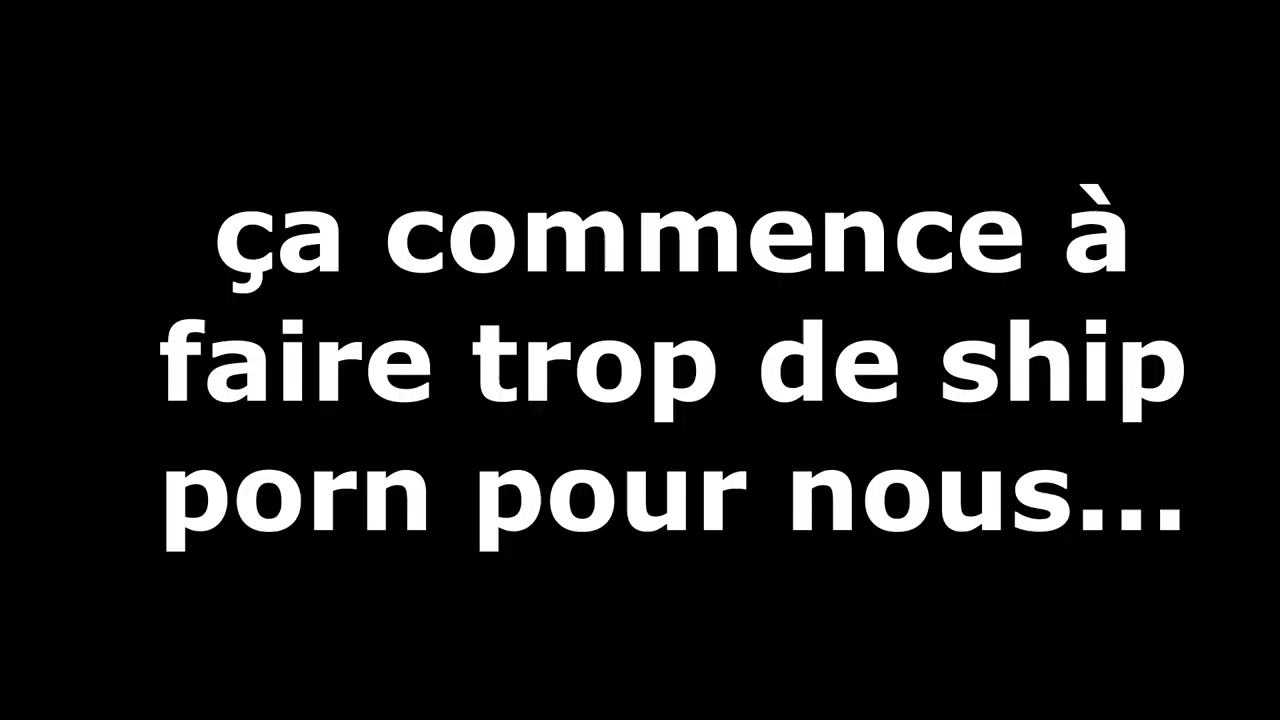 ça commence à
faire trop de ship
porn pour nous...